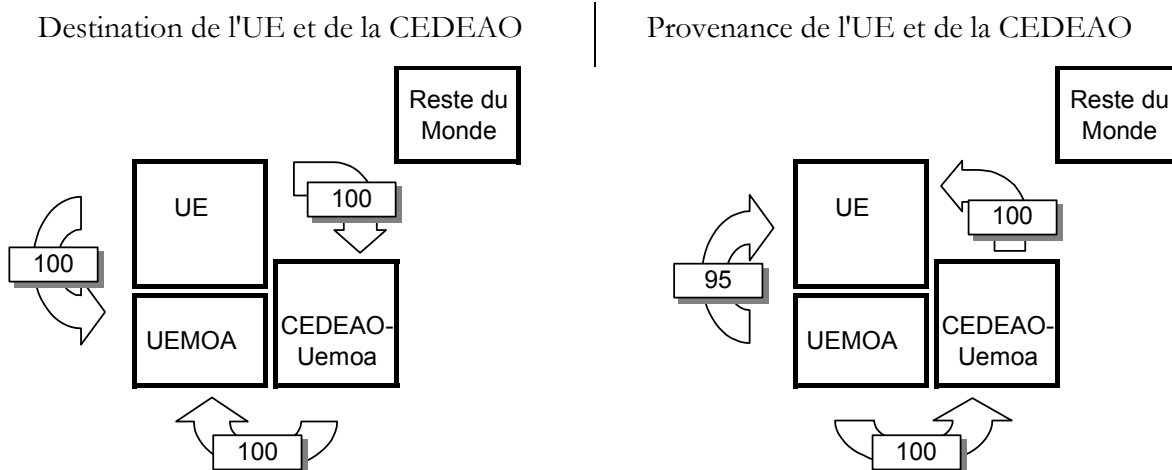 Destination de l'UE et de la CEDEAO
Reste du
Monde
100
UE
100
UEMOA
CEDEAO-
Uemoa
100
Provenance de l'UE et de la CEDEAO
Reste du
Monde
UE
100
95
UEMOA
CEDEAO-
Uemoa
100